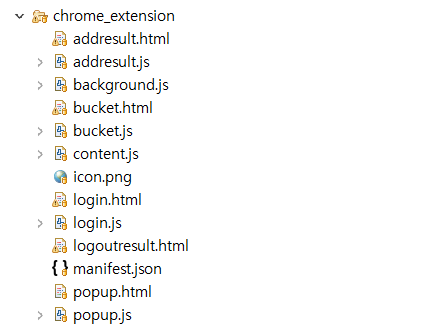 chrome_extension
addresult.html
addresult.js
background.js
bucket.html
bucket.js
content.js
icon.png
login.html
login.js
logoutresult.html
manifest.json
popup.html
popup.js